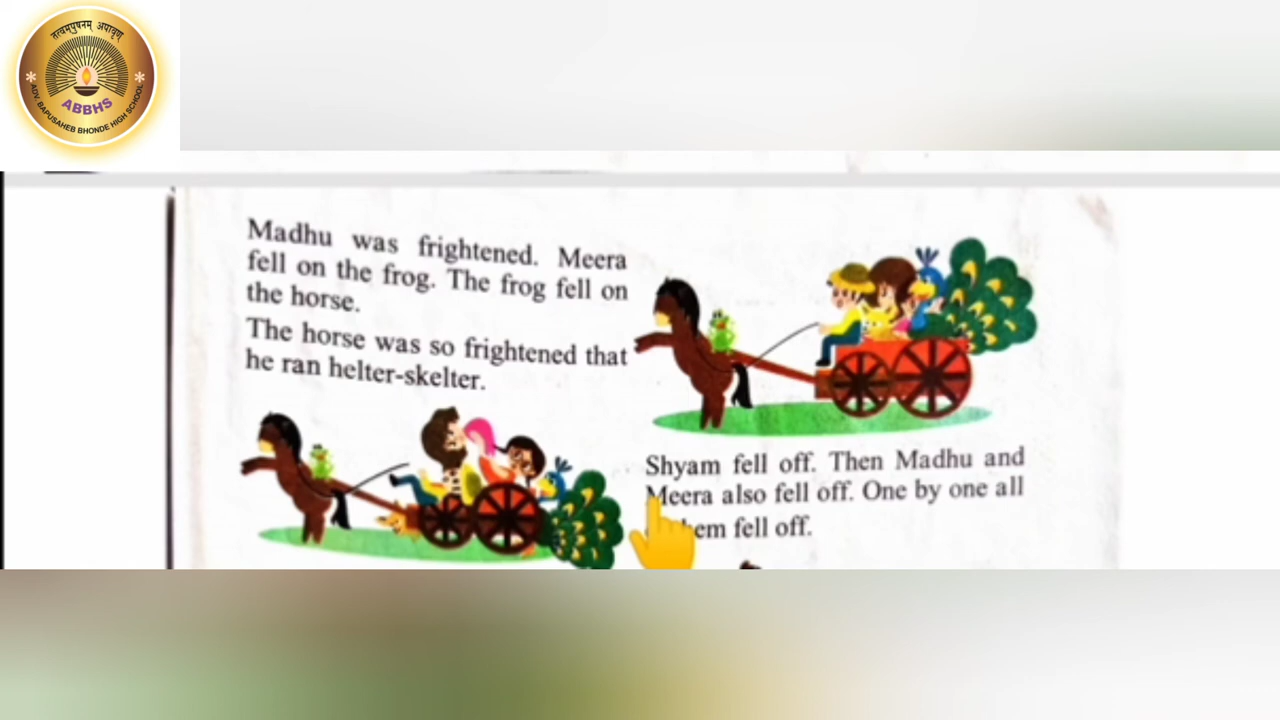 तत्वमपुषनम् अपावृणु
ABBHS
ADV. BAPUSAHEB BHONDE HIGH SCHOOL
Madhu was frightened. Meera
fell on the frog. The frog fell on
the horse.
The horse was so frightened that
he ran helter-skelter.
Shyam fell off. Then Madhu and
Meera also fell off. One by one all
hem fell off.